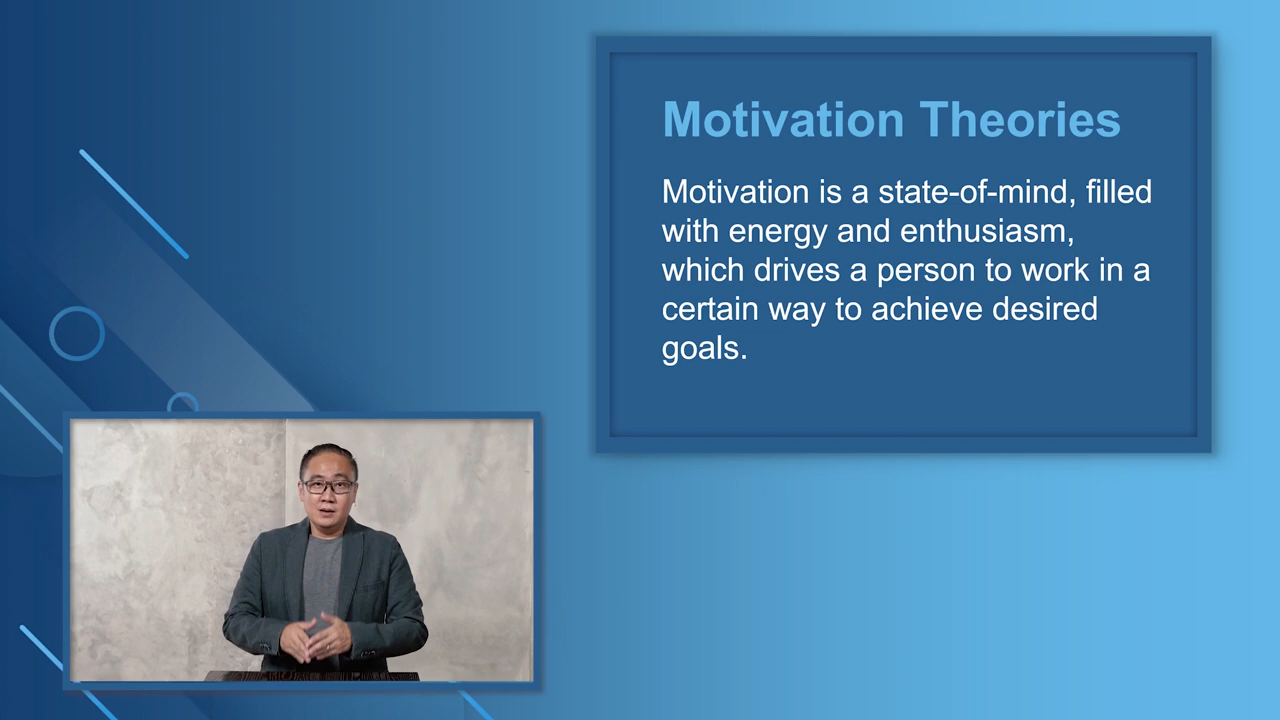 Motivation Theories
Motivation is a state-of-mind, filled
with energy and enthusiasm,
which drives a person to work in a
certain way to achieve desired
goals.